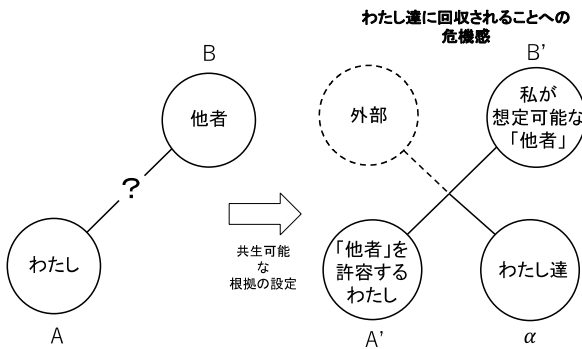 わたし達に回収されることへの
危機感
B
他者
?
わたし
A
共生可能
な
根拠の設定
B'
外部
私が
想定可能な
「他者」
「他者」を
許容する
わたし
A'
わたし達
α